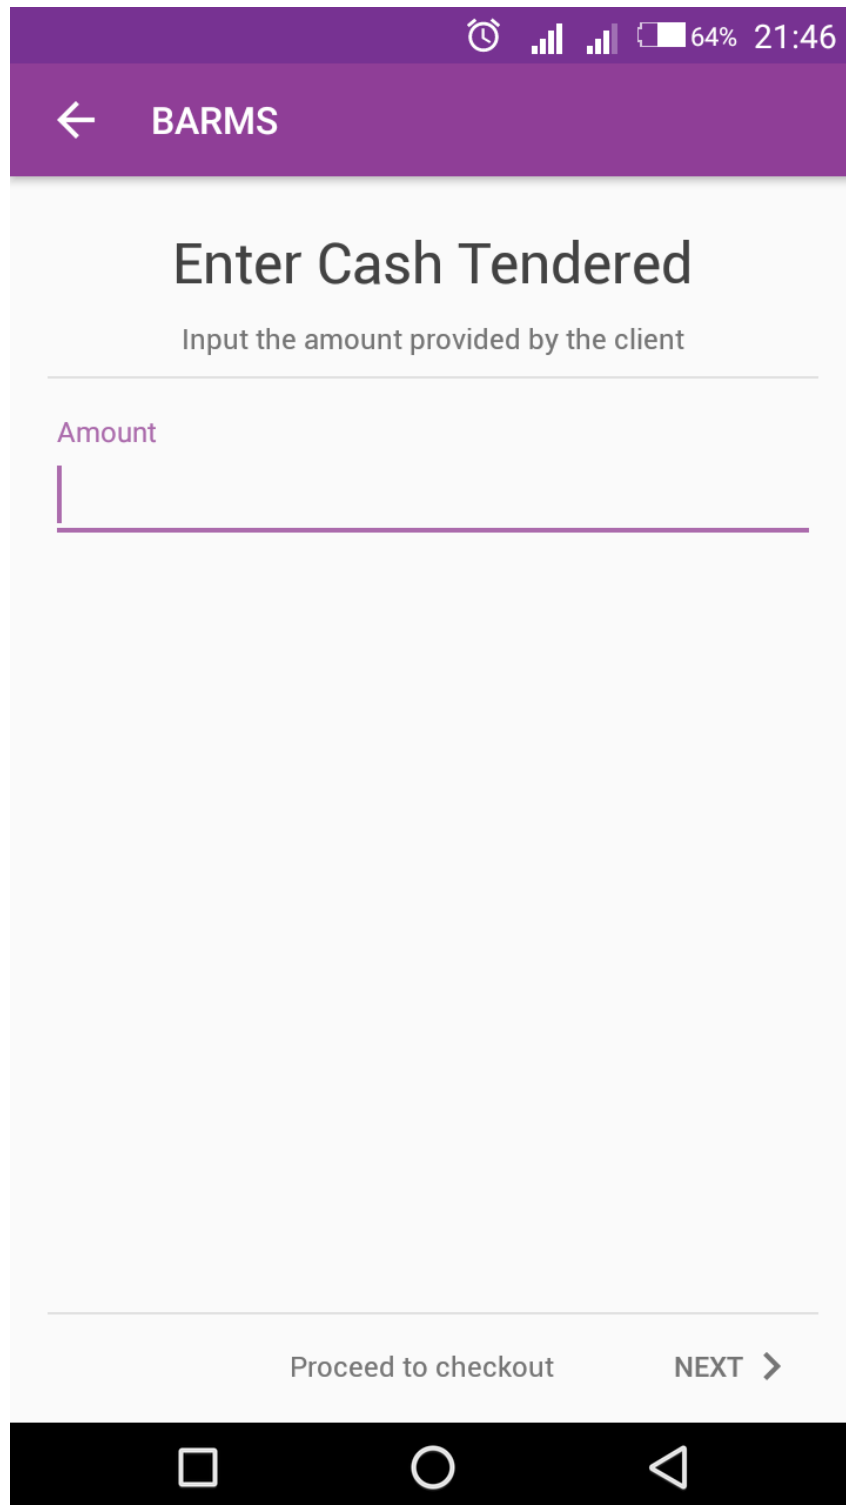 64% 21:46
BARMS
Enter Cash Tendered
Input the amount provided by the client
Amount
Proceed to checkout NEXT